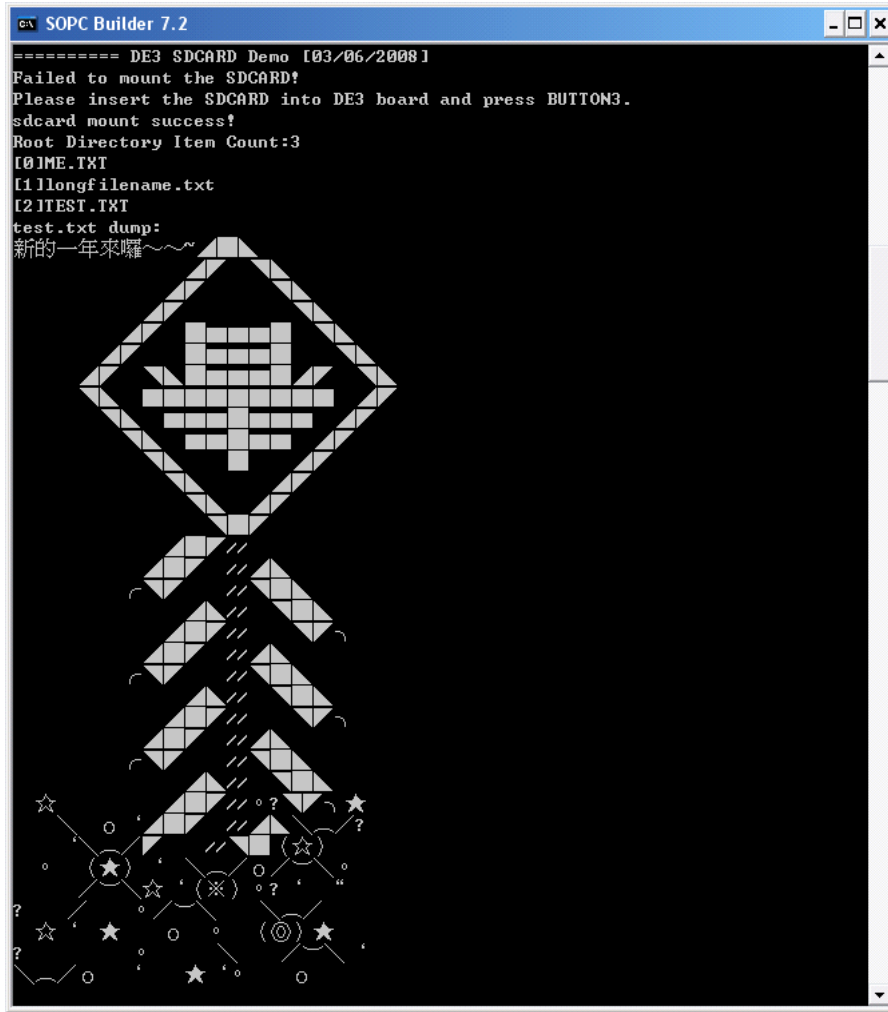 SOPC Builder 7.2
========== DE3 SDCARD Demo [03/06/2008]
Failed to mount the SDCARD!
Please insert the SDCARD into DE3 board and press BUTTON3.
sdcard mount success!
Root Directory Item Count:3
[0]ME.TXT
[1]longfilename.txt
[2]TEST.TXT
test.txt dump:
新的一年來囉～～~